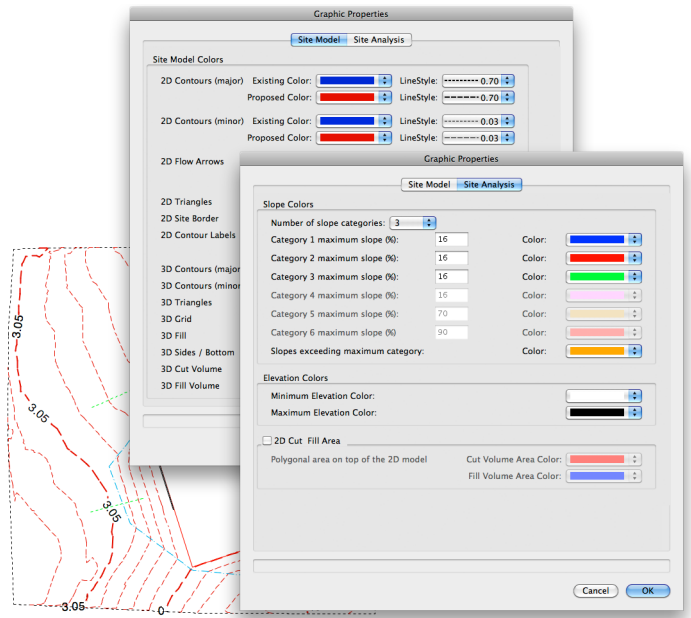 Graphic Properties
Site Model Site Analysis
Site Model Colors
2D Contours (major) Existing Color: LineStyle: 0.70
Proposed Color: LineStyle: 0.70
2D Contours (minor) Existing Color: LineStyle: 0.03
Proposed Color: LineStyle: 0.03
2D Flow Arrows
2D Triangles
2D Site Border
2D Contour Labels
3D Contours (major
3D Contours (minor
3D Triangles
3D Grid
3D Fill
3D Sides / Bottom
3D Cut Volume
3D Fill Volume
Graphic Properties
Site Model Site Analysis
Slope Colors
Number of slope categories: 3
Category 1 maximum slope (%): 16 Color:
Category 2 maximum slope (%): 16 Color:
Category 3 maximum slope (%): 16 Color:
Category 4 maximum slope (%): 16 Color:
Category 5 maximum slope (%): 70 Color:
Category 6 maximum slope (%) 90 Color:
Slopes exceeding maximum category: Color:
Elevation Colors
Minimum Elevation Color:
Maximum Elevation Color:
2D Cut Fill Area
Polygonal area on top of the 2D model Cut Volume Area Color:
Fill Volume Area Color:
Cancel OK
3.05
3.05
3.05
3.05
0